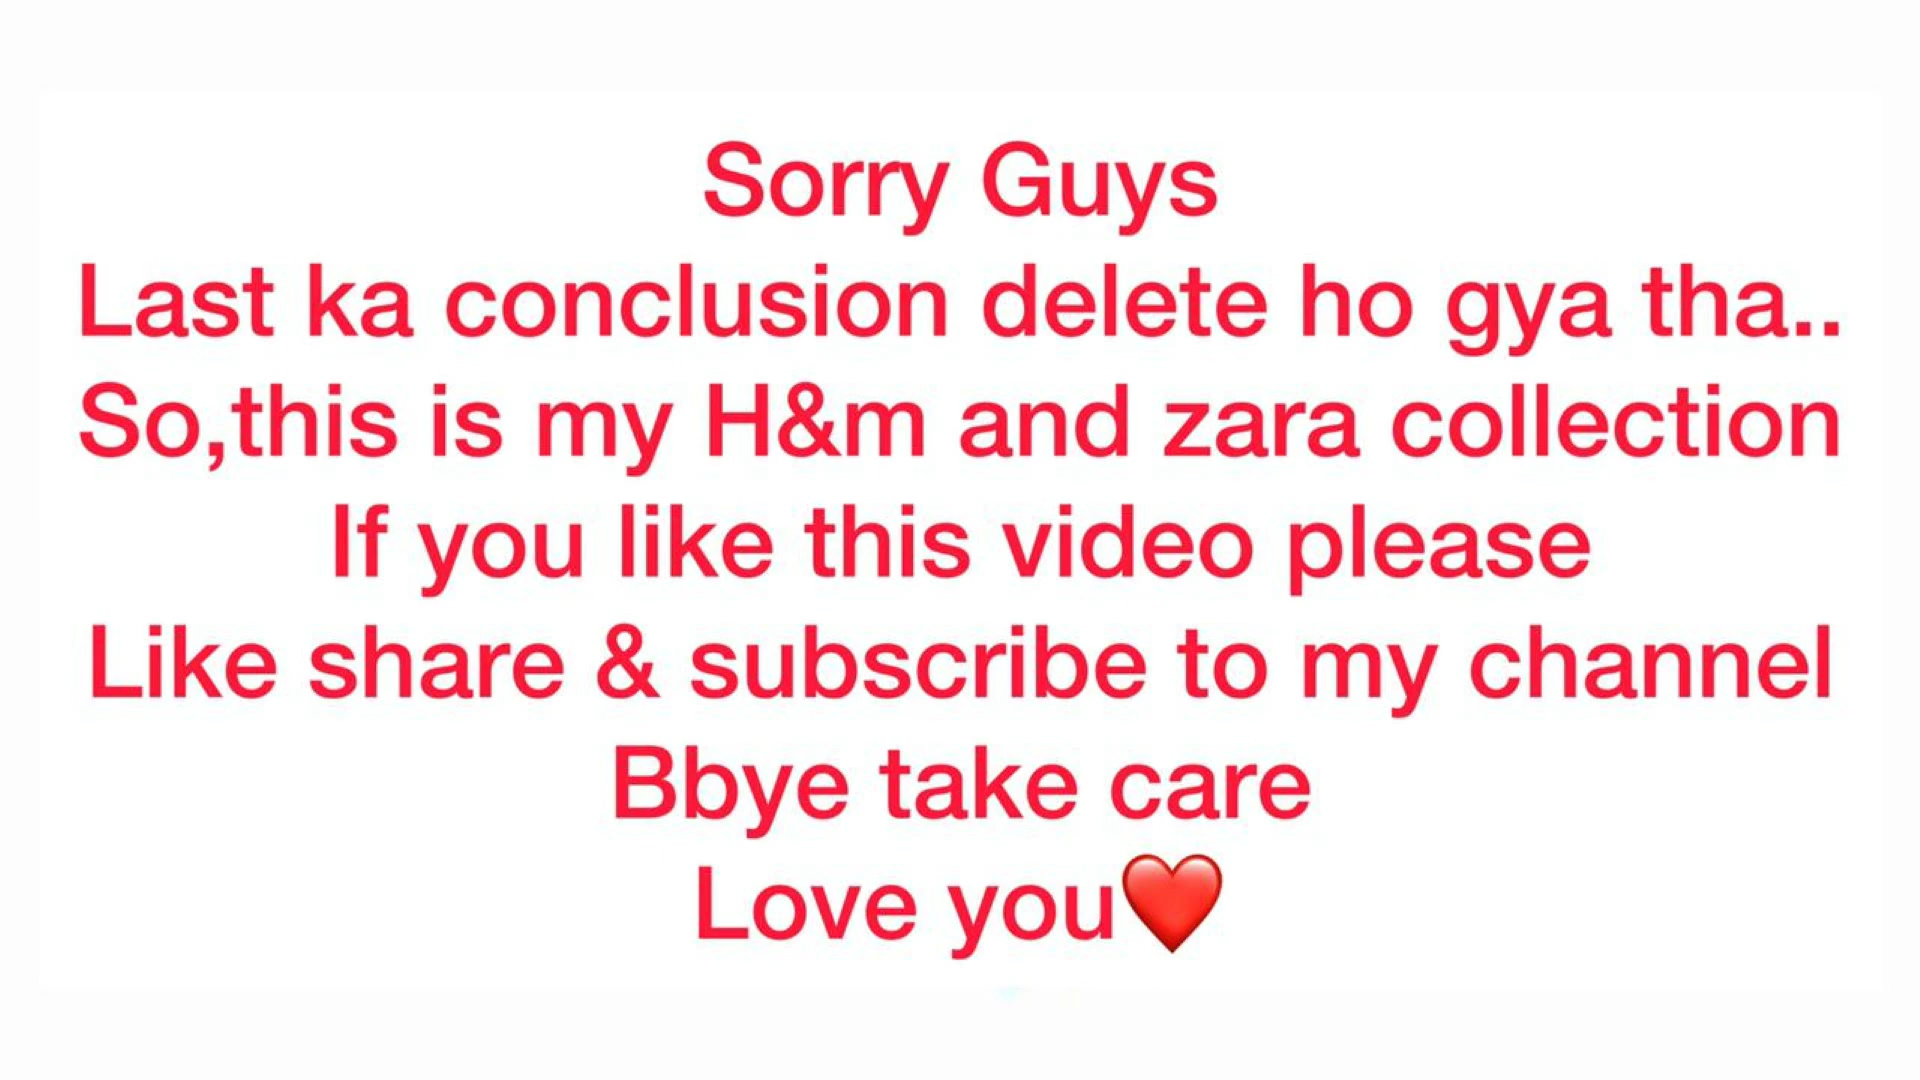 Sorry Guys
Last ka conclusion delete ho gya tha..
So,this is my H&m and zara collection
If you like this video please
Like share & subscribe to my channel
Bbye take care
Love you❤️